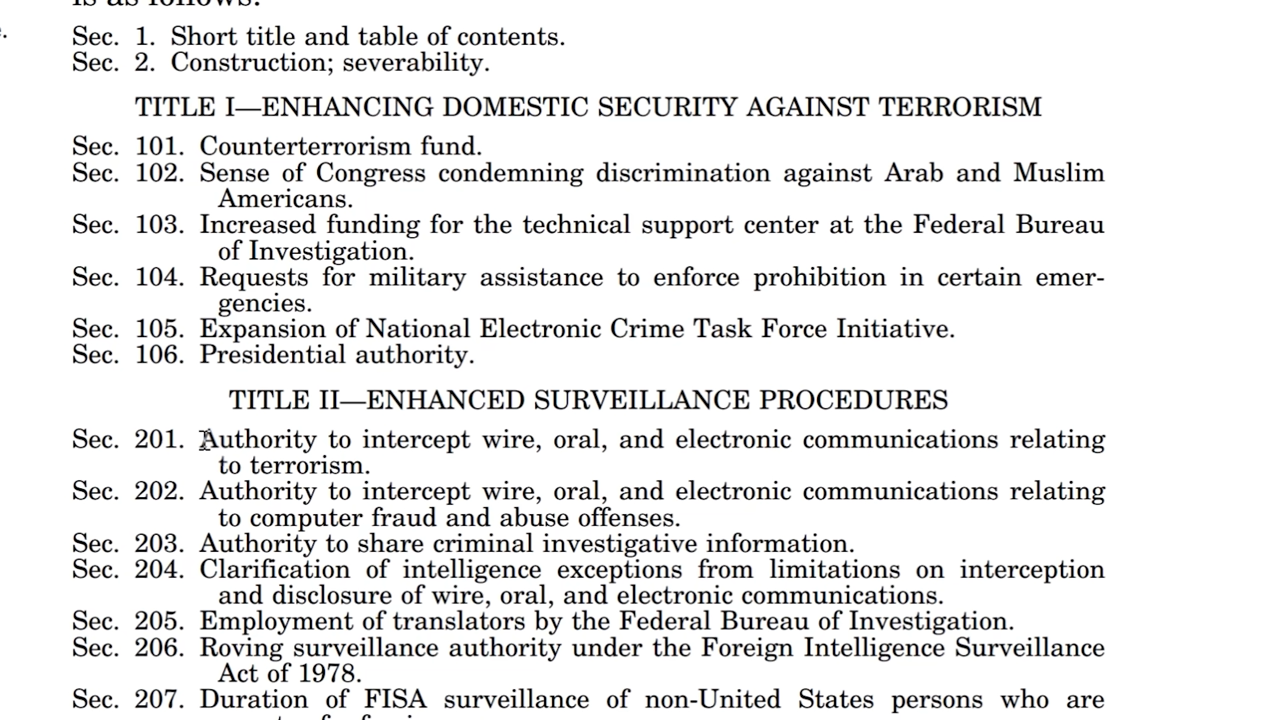 is as follows:
Sec. 1. Short title and table of contents.
Sec. 2. Construction; severability.
TITLE I—ENHANCING DOMESTIC SECURITY AGAINST TERRORISM
Sec. 101. Counterterrorism fund.
Sec. 102. Sense of Congress condemning discrimination against Arab and Muslim
Americans.
Sec. 103. Increased funding for the technical support center at the Federal Bureau
of Investigation.
Sec. 104. Requests for military assistance to enforce prohibition in certain emer-
gencies.
Sec. 105. Expansion of National Electronic Crime Task Force Initiative.
Sec. 106. Presidential authority.
TITLE II—ENHANCED SURVEILLANCE PROCEDURES
Sec. 201. Authority to intercept wire, oral, and electronic communications relating
to terrorism.
Sec. 202. Authority to intercept wire, oral, and electronic communications relating
to computer fraud and abuse offenses.
Sec. 203. Authority to share criminal investigative information.
Sec. 204. Clarification of intelligence exceptions from limitations on interception
and disclosure of wire, oral, and electronic communications.
Sec. 205. Employment of translators by the Federal Bureau of Investigation.
Sec. 206. Roving surveillance authority under the Foreign Intelligence Surveillance
Act of 1978.
Sec. 207. Duration of FISA surveillance of non-United States persons who are